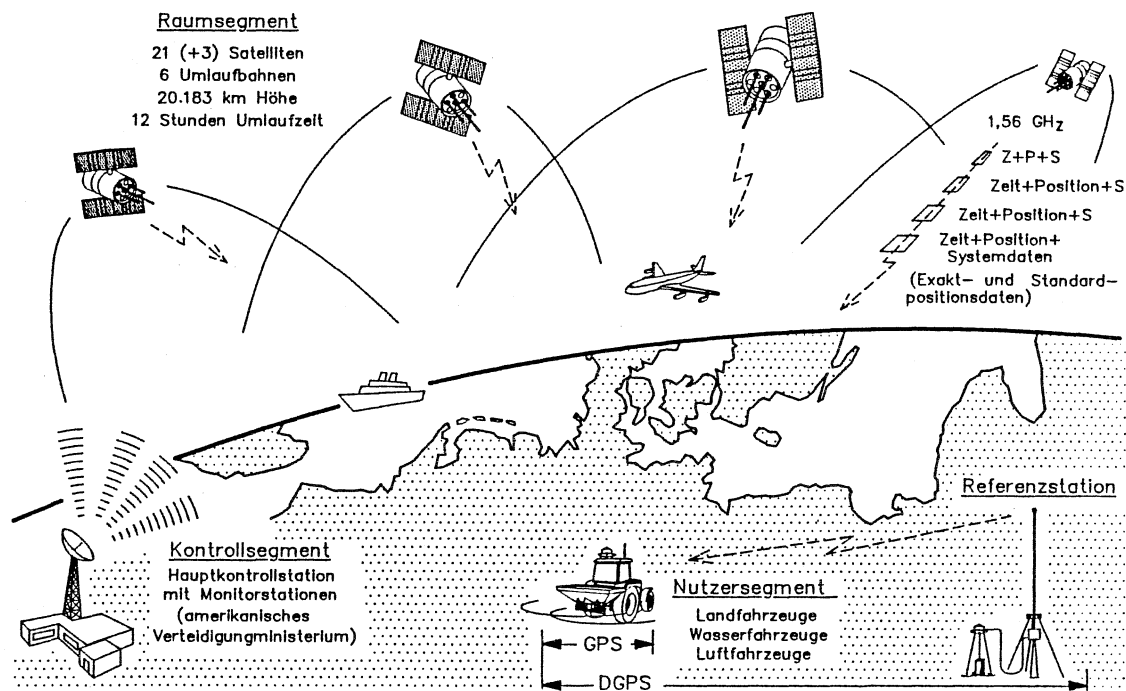 Raumsegment
21 (+3) Satelliten
6 Umlaufbahnen
20.183 km Höhe
12 Stunden Umlaufzeit
1,56 GHz
Z+P+S
Zeit+Position+S
Zeit+Position+S
Zeit+Position+
Systemdaten
(Exakt- und Standard-
positionsdaten)
Referenzstation
Kontrollsegment
Hauptkontrollstation
mit Monitorstationen
(amerikanisches
Verteidigungministerium)
Nutzersegment
Landfahrzeuge
Wasserfahrzeuge
Luftfahrzeuge
GPS
DGPS